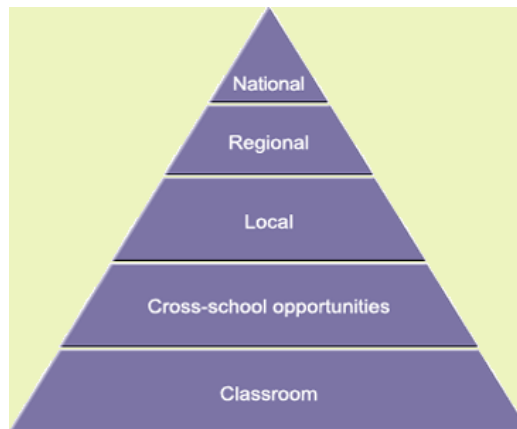 National
Regional
Local
Cross-school opportunities
Classroom